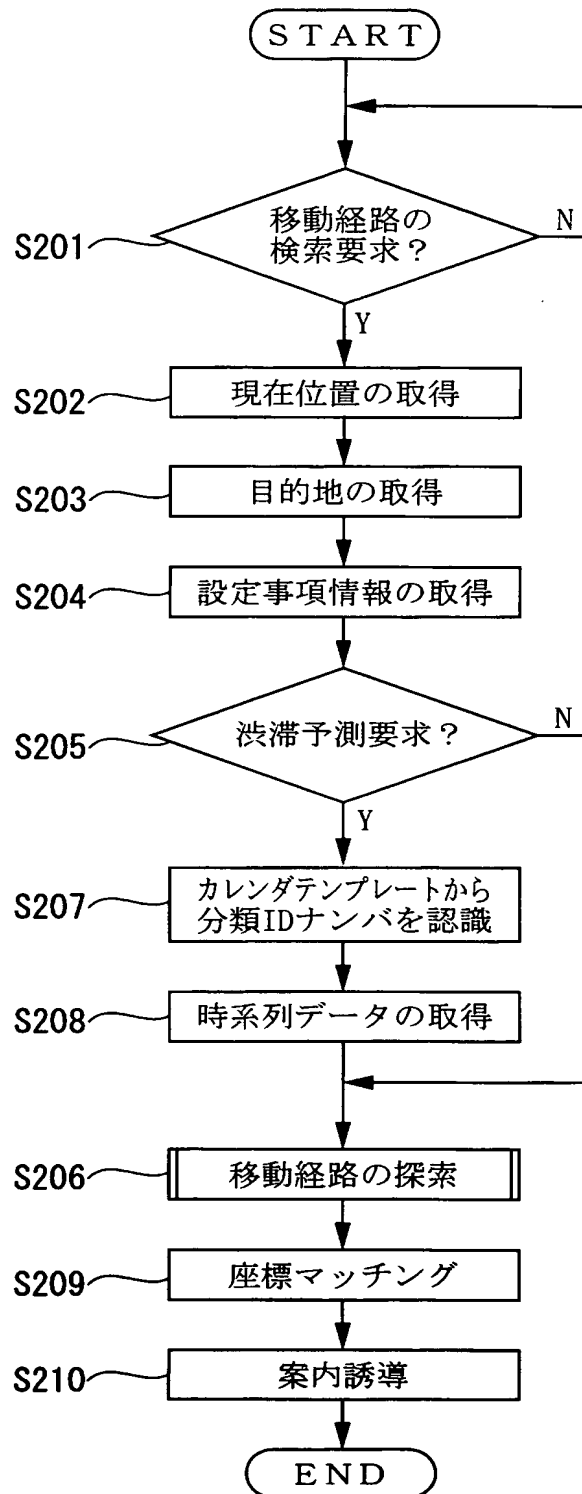 START
S201
移動経路の
検索要求？
N
Y
S202
現在位置の取得
S203
目的地の取得
S204
設定事項情報の取得
S205
渋滞予測要求？
N
Y
S207
カレンダテンプレートから
分類IDナンバを認識
S208
時系列データの取得
S206
移動経路の探索
S209
座標マッチング
S210
案内誘導
END